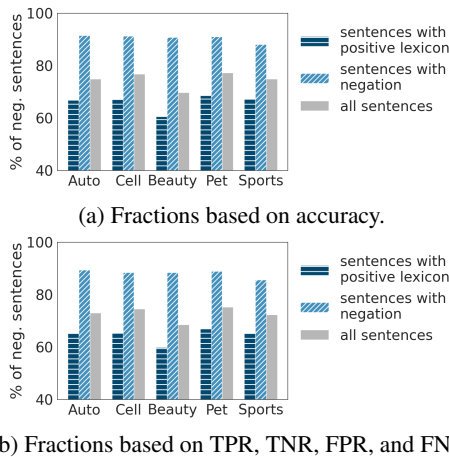 100
80
60
40
% of neg. sentences
Auto Cell Beauty Pet Sports
sentences with
positive lexicon
sentences with
negation
all sentences
(a) Fractions based on accuracy.
100
80
60
40
% of neg. sentences
Auto Cell Beauty Pet Sports
sentences with
positive lexicon
sentences with
negation
all sentences
b) Fractions based on TPR, TNR, FPR, and FN